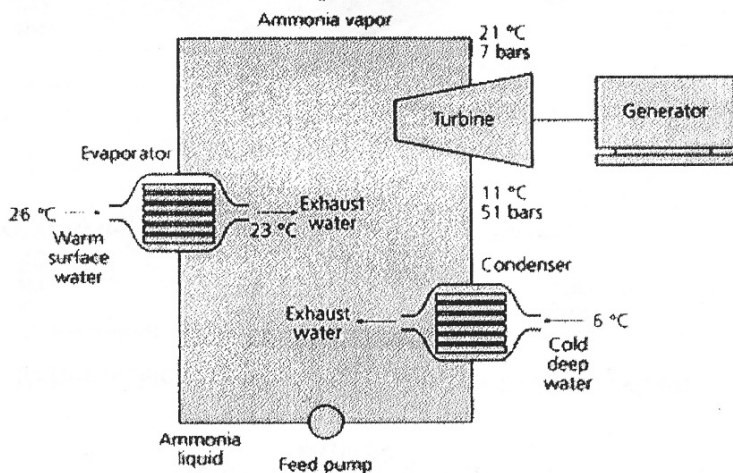 Ammonia vapor
21 °C
7 bars
Turbine
Generator
Evaporator
26 °C
Warm
surface
water
23 °C
Exhaust
water
11 °C
51 bars
Condenser
Exhaust
water
6 °C
Cold
deep
water
Ammonia
liquid
Feed pump